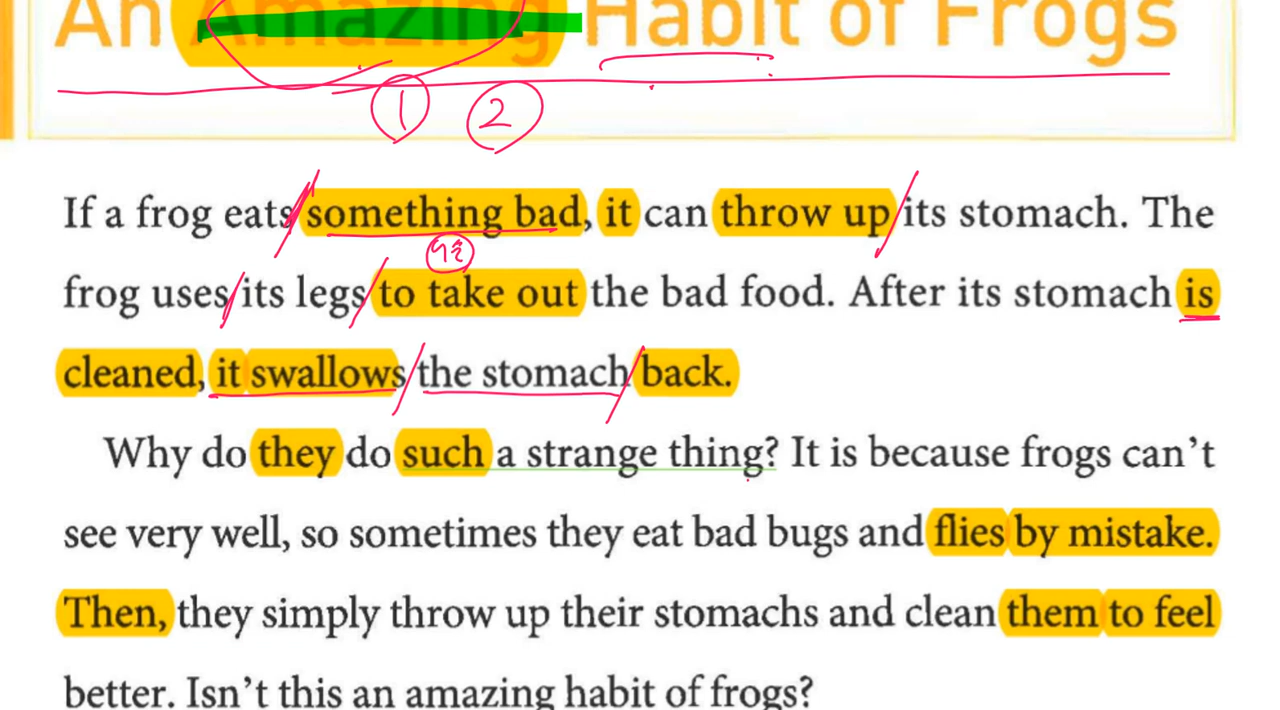 An Amazing Habit of Frogs
① ②
If a frog eats something bad, it can throw up its stomach. The
frog uses its legs to take out the bad food. After its stomach is
cleaned, it swallows the stomach back.
Why do they do such a strange thing? It is because frogs can't
see very well, so sometimes they eat bad bugs and flies by mistake.
Then, they simply throw up their stomachs and clean them to feel
better. Isn't this an amazing habit of frogs?